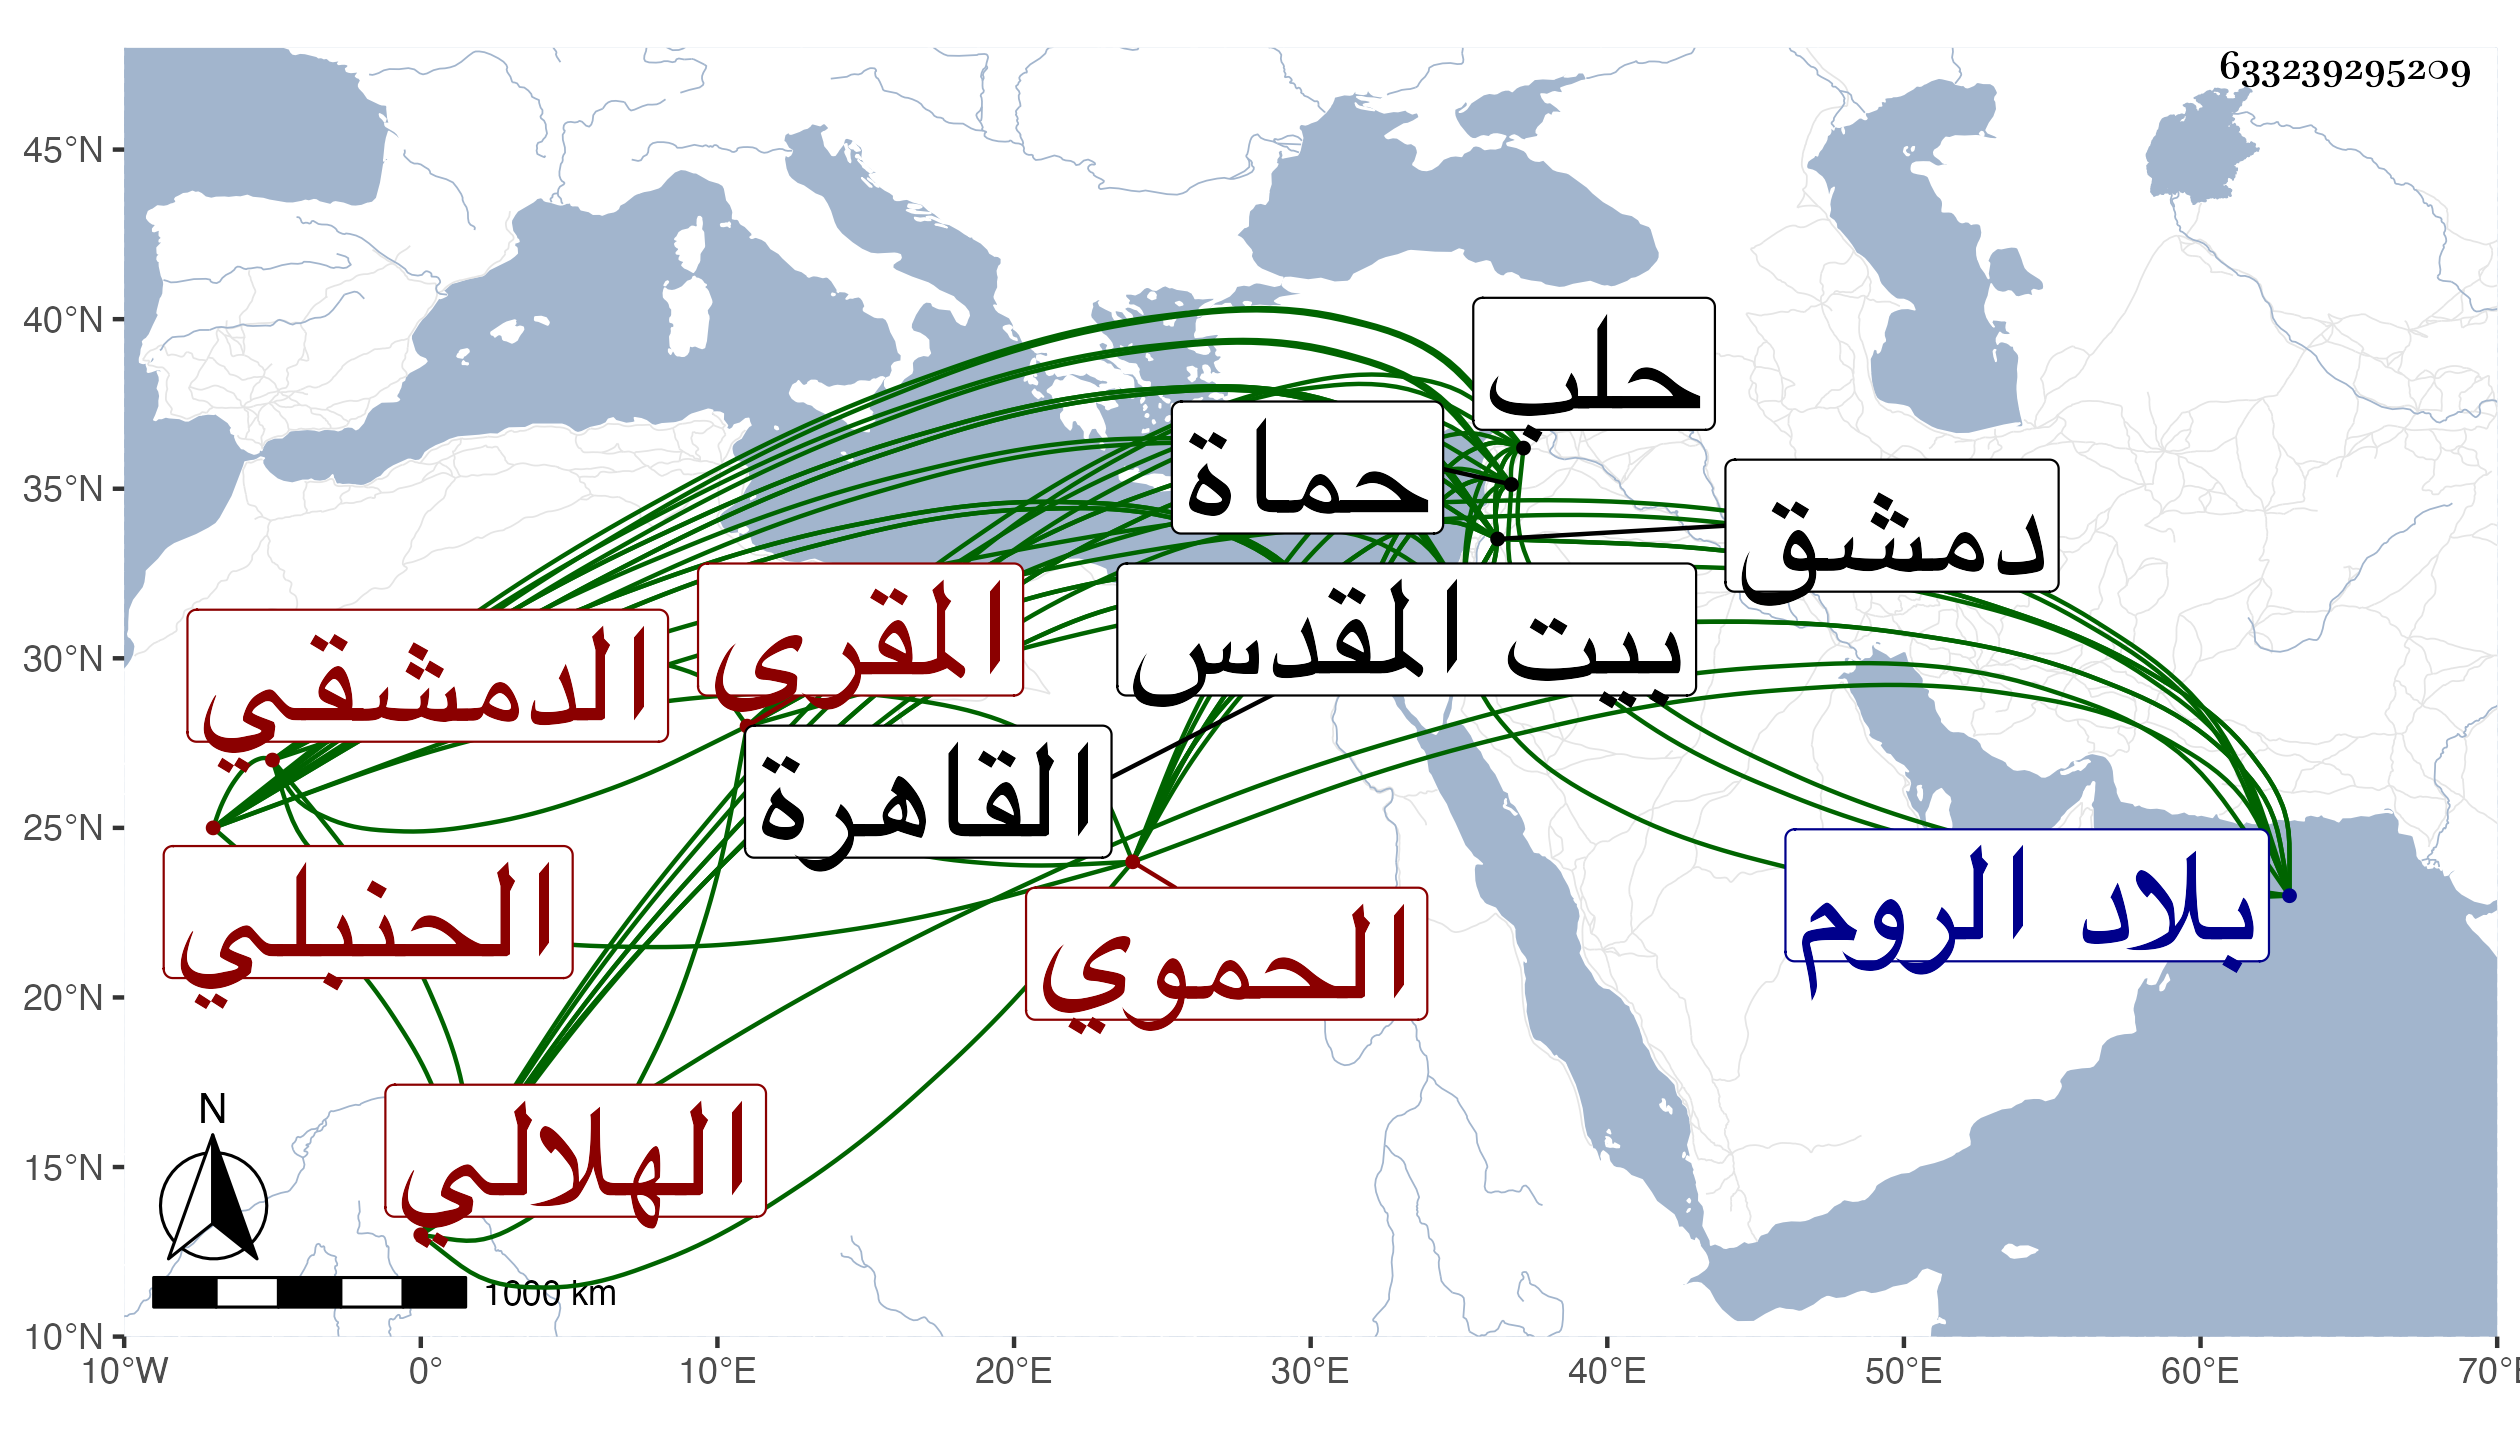 633239295209
45°N
40°N
35°N
30°N
25°N
20°N
15°N
10°N
10°W
0°
10°E
20°E
30°E
40°E
50°E
60°E
70°E
حلب
حماة
دمشق
المقري
بيت المقدس
الدمشقي
القاهرة
الحنبلي
الحموي
بلاد الروم
الهلالي
N
1000 km